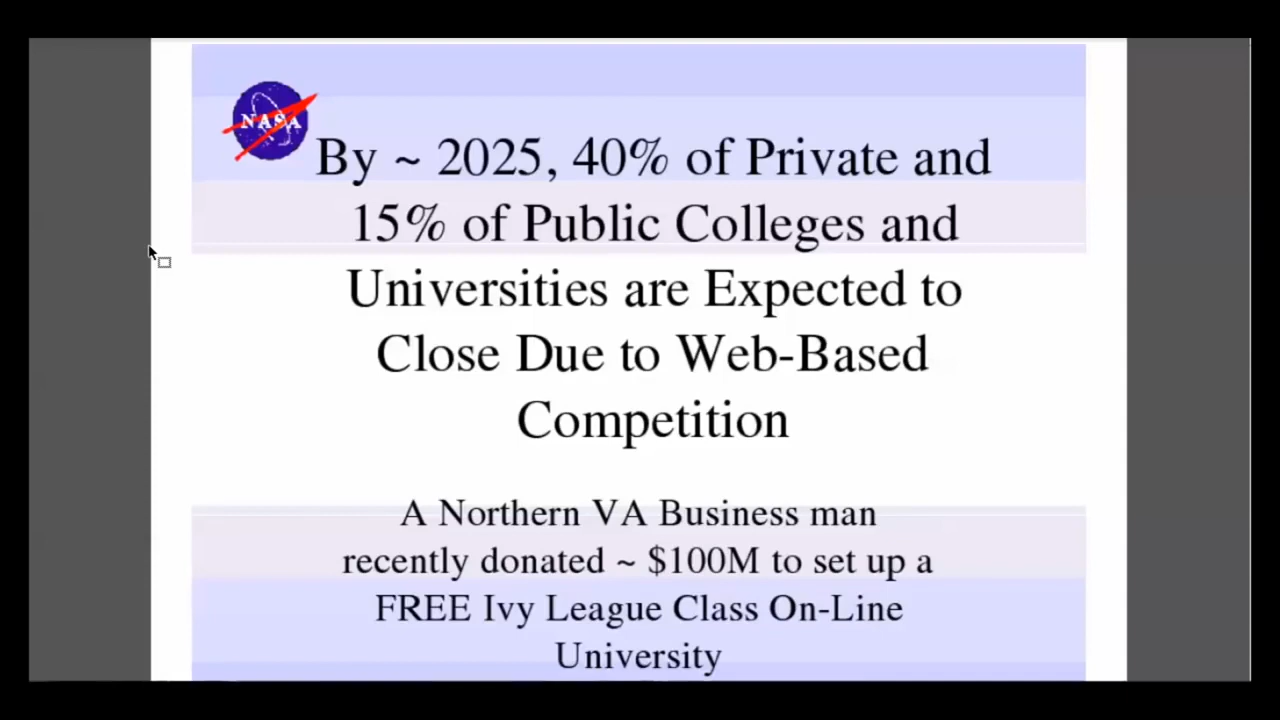 NASA
By ~ 2025, 40% of Private and
15% of Public Colleges and
Universities are Expected to
Close Due to Web-Based
Competition
A Northern VA Business man
recently donated ~ $100M to set up a
FREE Ivy League Class On-Line
University